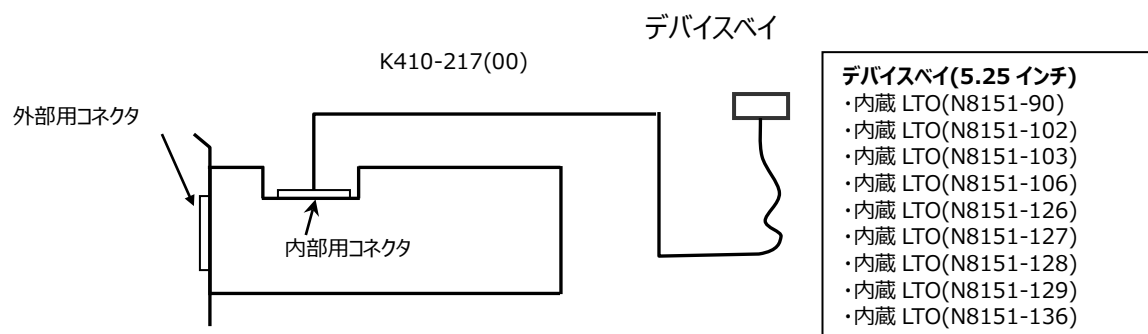 デバイスベイ
K410-217(00)
外部用コネクタ
内部用コネクタ
デバイスベイ(5.25 インチ)
・内蔵 LTO(N8151-90)
・内蔵 LTO(N8151-102)
・内蔵 LTO(N8151-103)
・内蔵 LTO(N8151-106)
・内蔵 LTO(N8151-126)
・内蔵 LTO(N8151-127)
・内蔵 LTO(N8151-128)
・内蔵 LTO(N8151-129)
・内蔵 LTO(N8151-136)